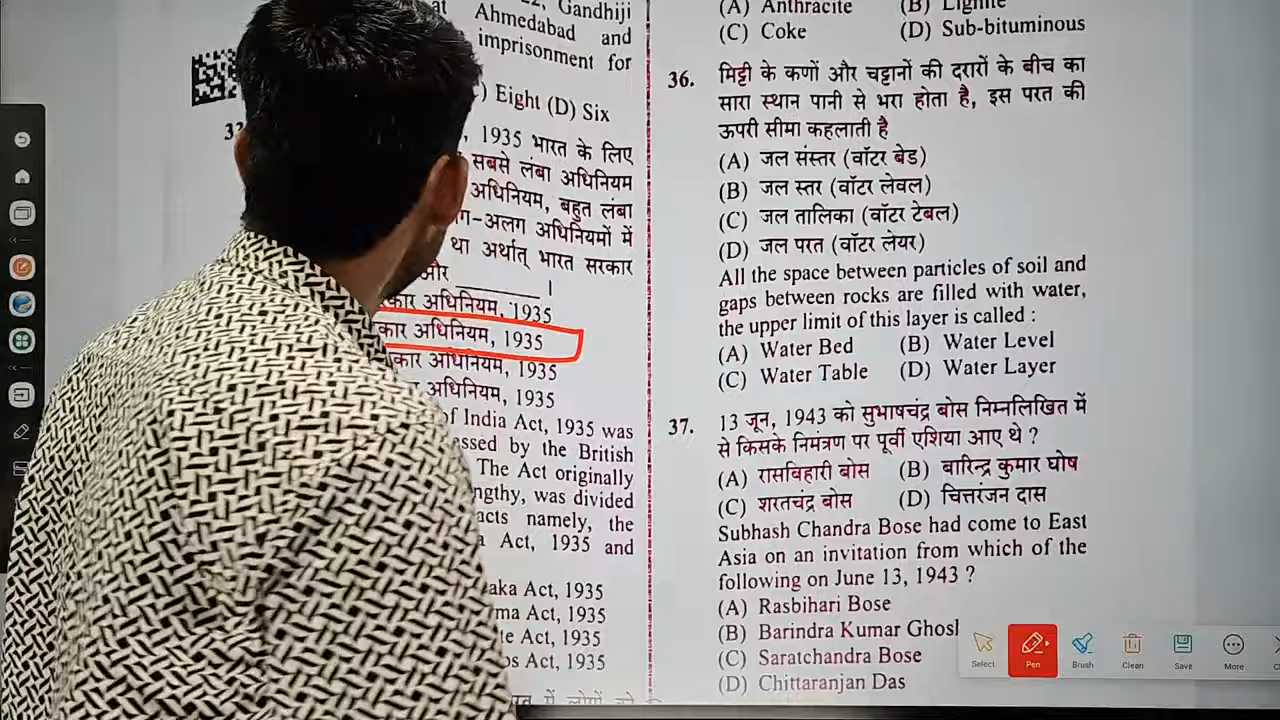 Gandhiji
at Ahmedabad and
imprisonment for
Eight (D) Six
1935 भारत के लिए
सबसे लंबा अधिनियम
अधिनियम, बहुत लंबा
अलग अधिनियमों में
था अर्थात् भारत सरकार
और ________ ।
अधिनियम, 1935
अधिनियम, 1935
अधिनियम, 1935
अधिनियम, 1935
of India Act, 1935 was
by the British
The Act originally
was divided
acts namely, the
Act, 1935 and
Act, 1935
Act, 1935
Act, 1935
Act, 1935
(A) Anthracite (B) Lignite
(C) Coke (D) Sub-bituminous
36. मिट्टी के कणों और चट्टानों की दरारों के बीच का
सारा स्थान पानी से भरा होता है, इस परत की
ऊपरी सीमा कहलाती है
(A) जल संस्तर (वॉटर बेड)
(B) जल स्तर (वॉटर लेवल)
(C) जल तालिका (वॉटर टेबल)
(D) जल परत (वॉटर लेयर)
All the space between particles of soil and
gaps between rocks are filled with water,
the upper limit of this layer is called :
(A) Water Bed (B) Water Level
(C) Water Table (D) Water Layer
37. 13 जून, 1943 को सुभाषचंद्र बोस निम्नलिखित में
से किसके निमंत्रण पर पूर्वी एशिया आए थे ?
(A) रासबिहारी बोस (B) बारिन्द्र कुमार घोष
(C) शरतचंद्र बोस (D) चित्तरंजन दास
Subhash Chandra Bose had come to East
Asia on an invitation from which of the
following on June 13, 1943 ?
(A) Rasbihari Bose
(B) Barindra Kumar Ghosh
(C) Saratchandra Bose
(D) Chittaranjan Das
Select Pen Brush Clean Save More